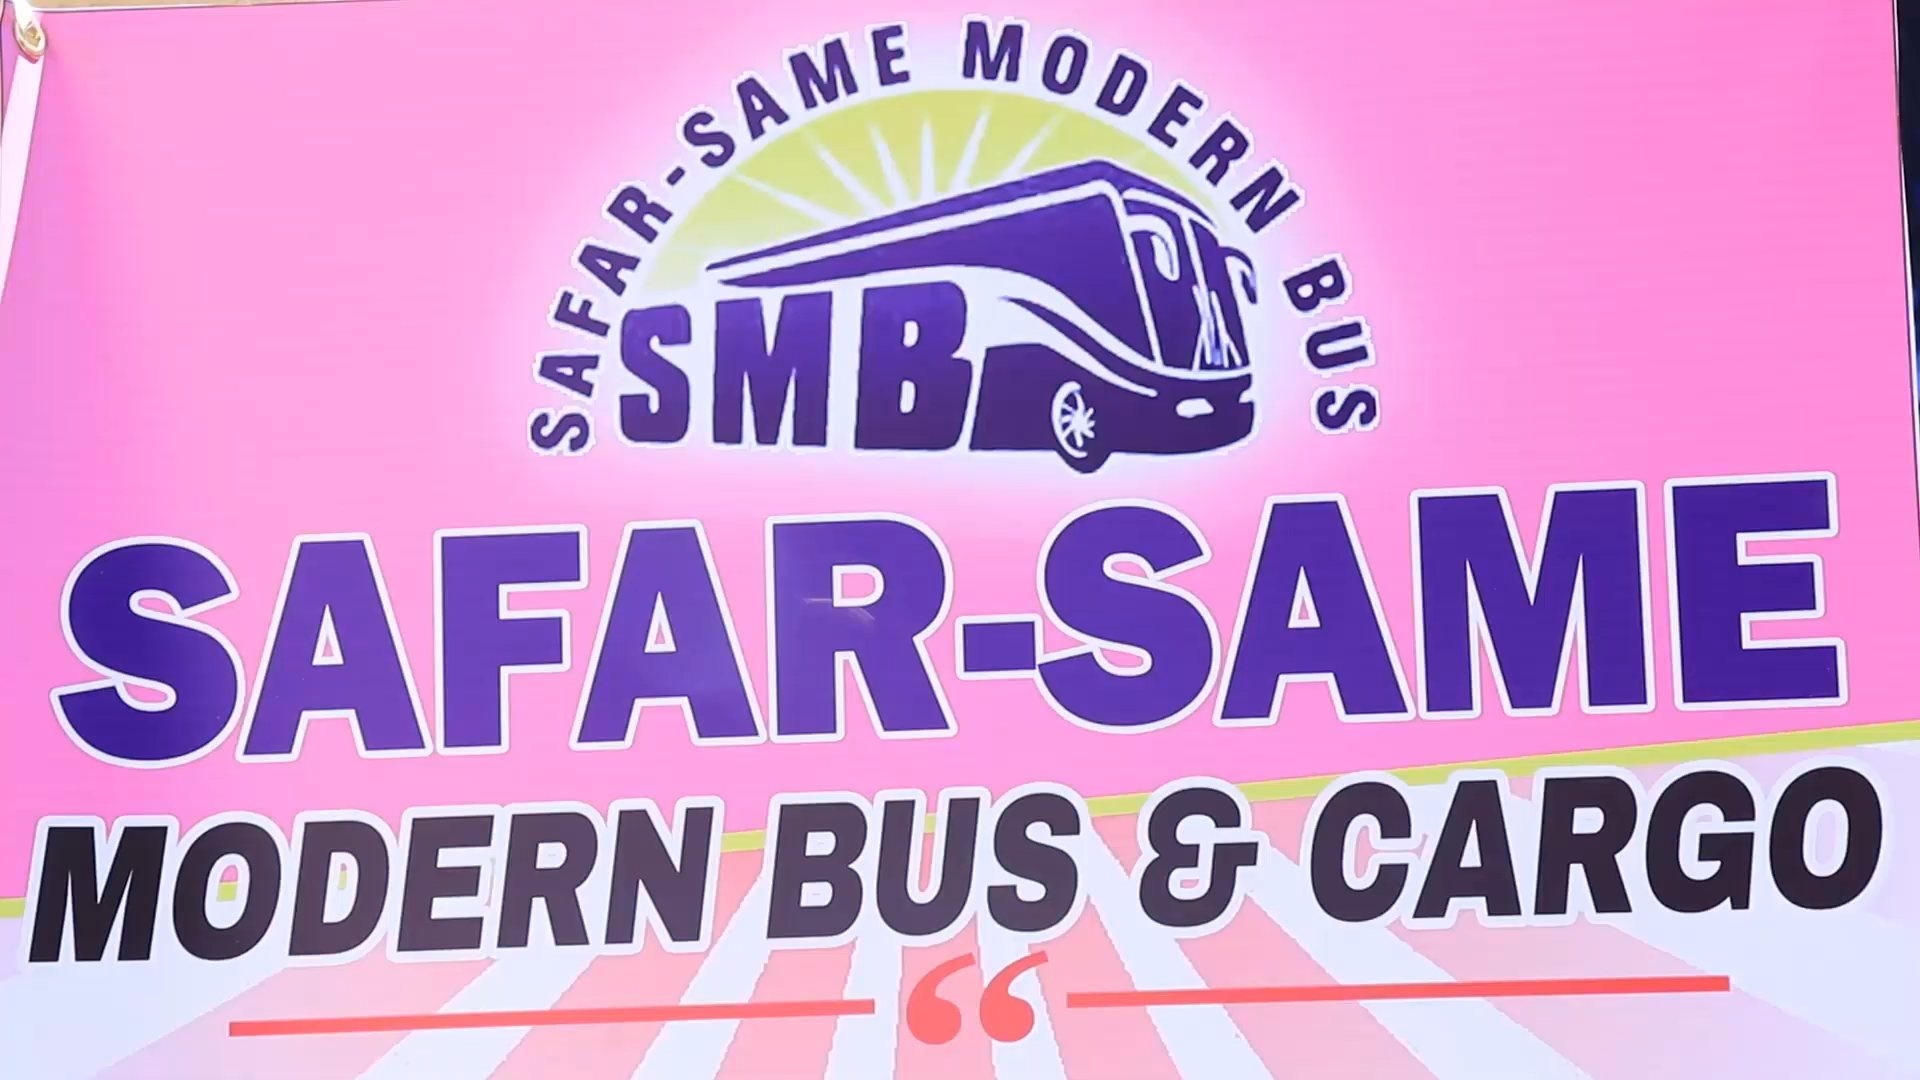 SAFAR-SAME MODERN BUS
SMB
SAFAR-SAME
MODERN BUS & CARGO
“